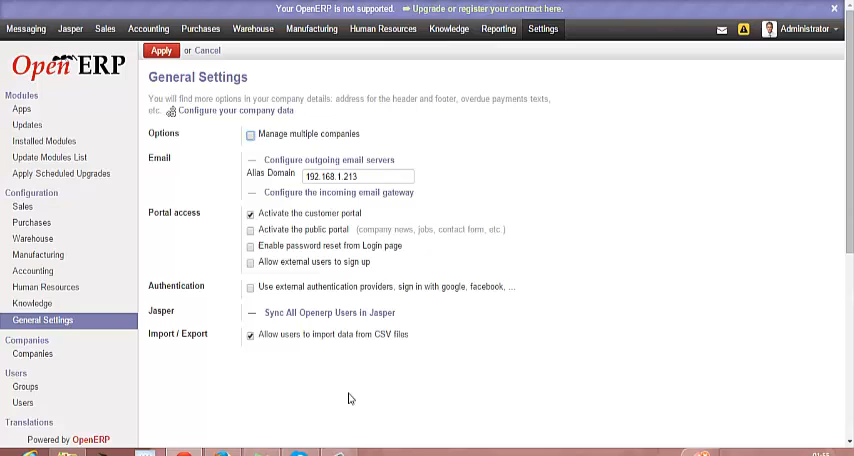 Your OpenERP is not supported. Upgrade or register your contract here. X
Messaging Jasper Sales Accounting Purchases Warehouse Manufacturing Human Resources Knowledge Reporting Settings Administrator
Apply or Cancel
Open ERP
General Settings
Modules
Apps
Updates
Installed Modules
Update Modules List
Apply Scheduled Upgrades
Configuration
Sales
Purchases
Warehouse
Manufacturing
Accounting
Human Resources
Knowledge
General Settings
Companies
Companies
Users
Groups
Users
Translations
Powered by OpenERP
You will find more options in your company details: address for the header and footer, overdue payments texts,
etc. Configure your company data
Options Manage multiple companies
Email — Configure outgoing email servers
Alias Domain 192.168.1.213
— Configure the incoming email gateway
Portal access Activate the customer portal
Activate the public portal (company news, jobs, contact form, etc.)
Enable password reset from Login page
Allow external users to sign up
Authentication Use external authentication providers, sign in with google, facebook, ...
Jasper — Sync All Openerp Users in Jasper
Import / Export Allow users to import data from CSV files